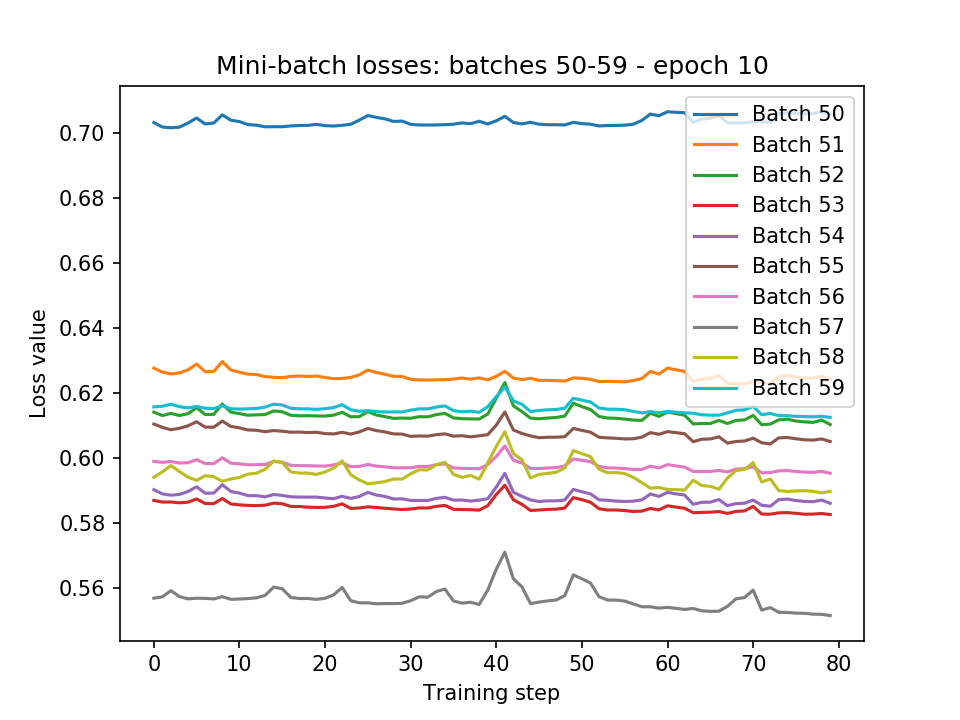 Mini-batch losses: batches 50-59 - epoch 10
0.70
0.68
0.66
0.64
0.62
0.60
0.58
0.56
Loss value
Batch 50
Batch 51
Batch 52
Batch 53
Batch 54
Batch 55
Batch 56
Batch 57
Batch 58
Batch 59
0 10 20 30 40 50 60 70 80
Training step